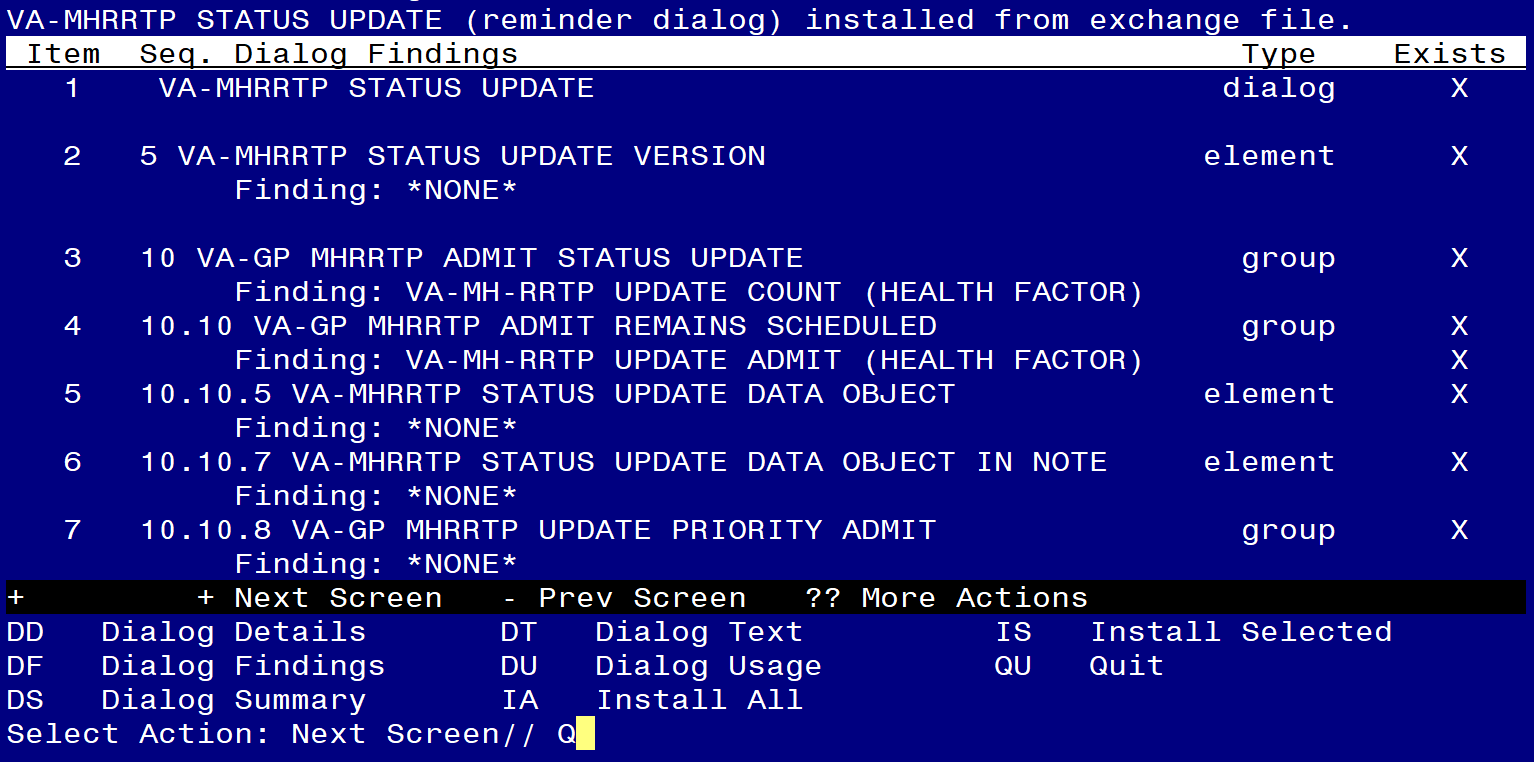 VA-MHRRTP STATUS UPDATE (reminder dialog) installed from exchange file.
Item Seq. Dialog Findings Type Exists
1 VA-MHRRTP STATUS UPDATE dialog X
2 5 VA-MHRRTP STATUS UPDATE VERSION element X
Finding: *NONE*
3 10 VA-GP MHRRTP ADMIT STATUS UPDATE group X
Finding: VA-MH-RRTP UPDATE COUNT (HEALTH FACTOR)
4 10.10 VA-GP MHRRTP ADMIT REMAINS SCHEDULED group X
Finding: VA-MH-RRTP UPDATE ADMIT (HEALTH FACTOR) X
5 10.10.5 VA-MHRRTP STATUS UPDATE DATA OBJECT element X
Finding: *NONE*
6 10.10.7 VA-MHRRTP STATUS UPDATE DATA OBJECT IN NOTE element X
Finding: *NONE*
7 10.10.8 VA-GP MHRRTP UPDATE PRIORITY ADMIT group X
Finding: *NONE*
+ + Next Screen - Prev Screen ?? More Actions
DD Dialog Details DT Dialog Text IS Install Selected
DF Dialog Findings DU Dialog Usage QU Quit
DS Dialog Summary IA Install All
Select Action: Next Screen// Q